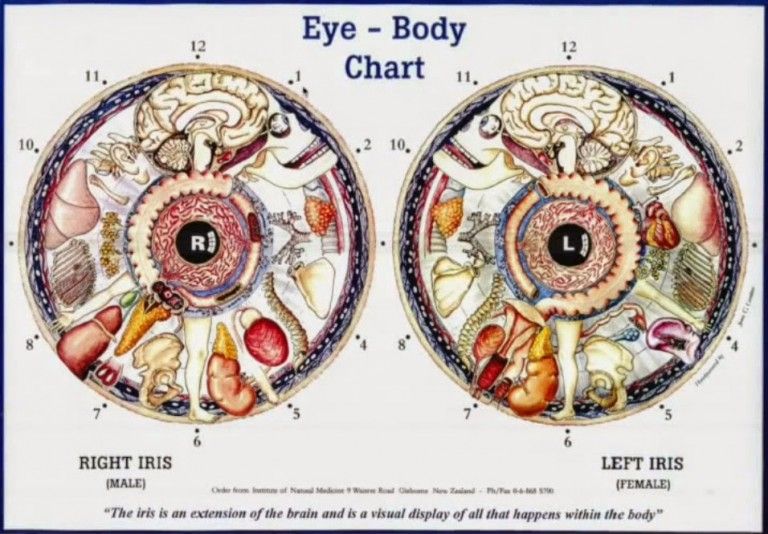 Eye - Body
Chart
12 12
11 1 11 1
10 2 10 2
R L
8 4 8 4
7 5 7 5
6 6
RIGHT IRIS LEFT IRIS
(MALE) (FEMALE)
Order from: Institute of Natural Medicine 9 Road Gisborne New Zealand - Ph/Fax 0-6-868 5700
"The iris is an extension of the brain and is a visual display of all that happens within the body"